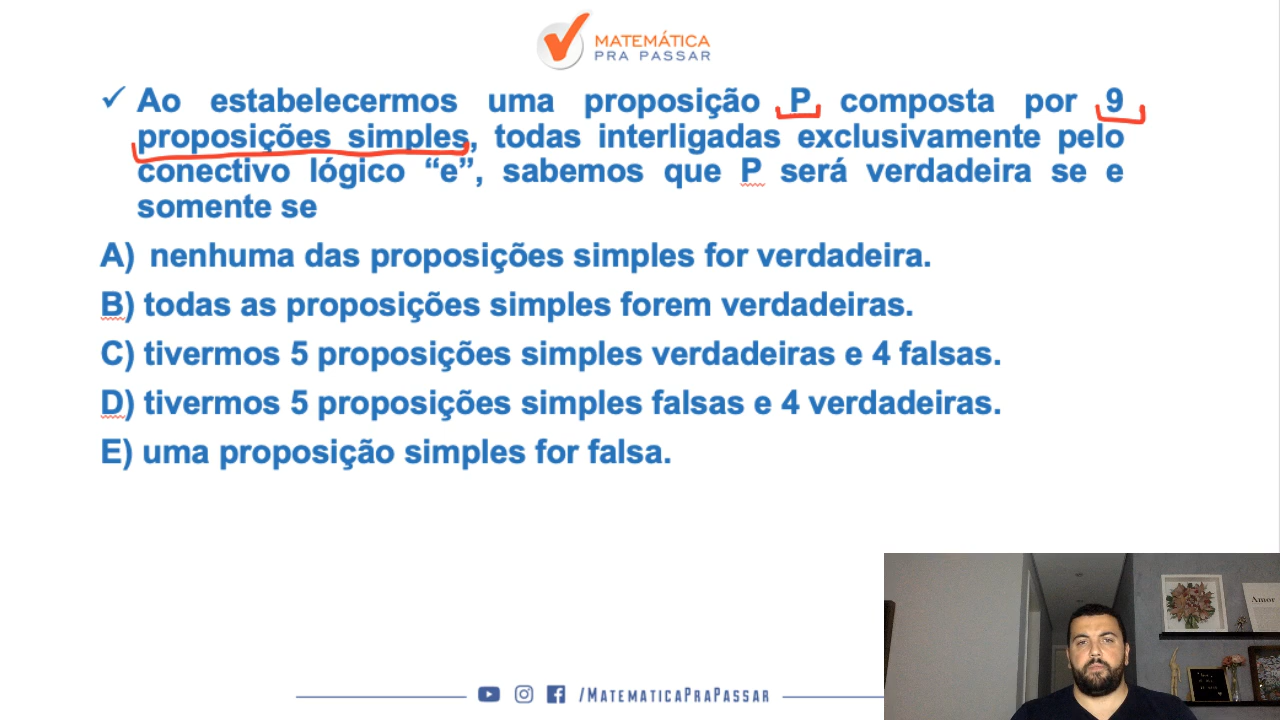 MATEMÁTICA
PRA PASSAR
✓ Ao estabelecermos uma proposição P composta por 9
proposições simples, todas interligadas exclusivamente pelo
conectivo lógico “e”, sabemos que P será verdadeira se e
somente se
A) nenhuma das proposições simples for verdadeira.
B) todas as proposições simples forem verdadeiras.
C) tivermos 5 proposições simples verdadeiras e 4 falsas.
D) tivermos 5 proposições simples falsas e 4 verdadeiras.
E) uma proposição simples for falsa.
Amor
/MATEMATICAPRAPASSAR